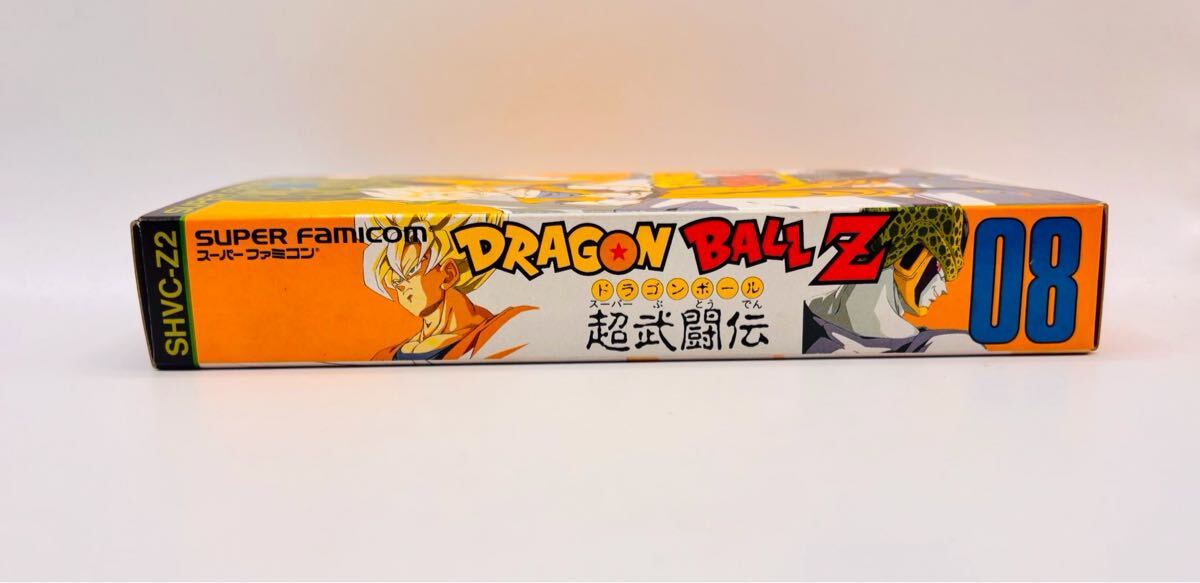 SHVC-Z2
SUPER FAMICOM
スーパーファミコン
DRAGON BALL Z
ドラゴンボール
スーパー ぶ とう でん
超武闘伝
08